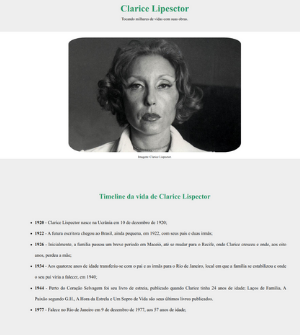 Clarice Lipesctor
Tocando milhares de vidas com suas obras.
Imagem: Clarice Lispector
Timeline da vida de Clarice Lispector
1920 - Clarice Lispector nasce na Ucrânia em 10 de dezembro de 1920;
1922 - A futura escritora chegou ao Brasil, ainda pequena, em 1922, com seus pais e duas irmãs;
1926 - Inicialmente, a família passou um breve período em Maceió, até se mudar para o Recife, onde Clarice cresceu e onde, aos oito
anos, perdeu a mãe;
1934 - Aos quatorze anos de idade transferiu-se com o pai e as irmãs para o Rio de Janeiro, local em que a família se estabilizou e onde
o seu pai viria a falecer, em 1940;
1944 - Perto do Coração Selvagem foi seu livro de estreia, publicado quando Clarice tinha 24 anos de idade; Laços de Família, A
Paixão segundo G.H., A Hora da Estrela e Um Sopro de Vida são seus últimos livros publicados.
1977 - Falece no Rio de Janeiro em 9 de dezembro de 1977, aos 57 anos de idade.